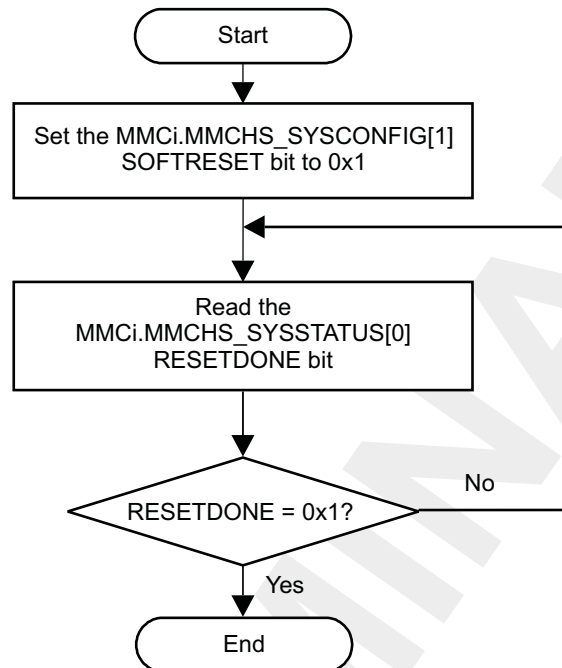 Start
Set the MMCi.MMCHS_SYSCONFIG[1]
SOFTRESET bit to 0x1
Read the
MMCi.MMCHS_SYSSTATUS[0]
RESETDONE bit
RESETDONE = 0x1?
No
Yes
End